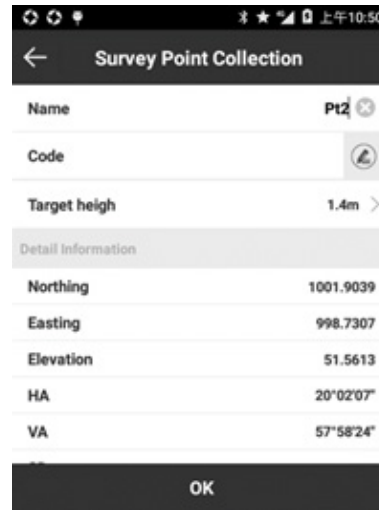 上午10:50
Survey Point Collection
Name Pt2
Code
Target heigh 1.4m
Detail Information
Northing 1001.9039
Easting 998.7307
Elevation 51.5613
HA 20°02'07"
VA 57°58'24"
OK